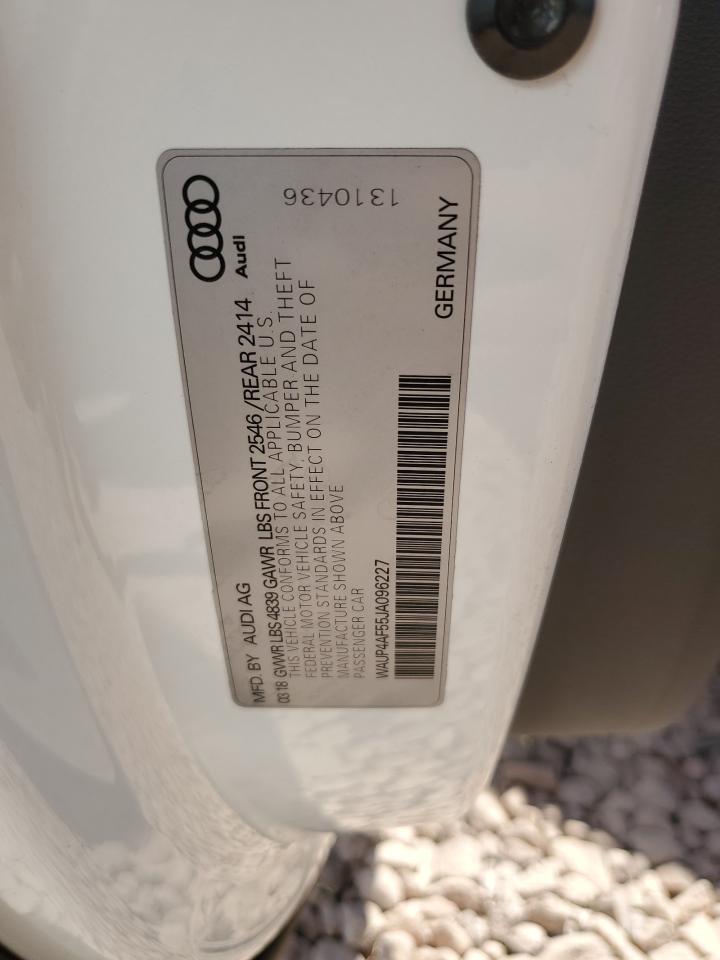 Audi
1310436
MFD. BY AUDI AG
03 18 GVWR LBS 4839 GAWR LBS FRONT 2546 /REAR 2414
THIS VEHICLE CONFORMS TO ALL APPLICABLE U.S.
FEDERAL MOTOR VEHICLE SAFETY, BUMPER AND THEFT
PREVENTION STANDARDS IN EFFECT ON THE DATE OF
MANUFACTURE SHOWN ABOVE
PASSENGER CAR
WAUP4AF55JA096227
GERMANY